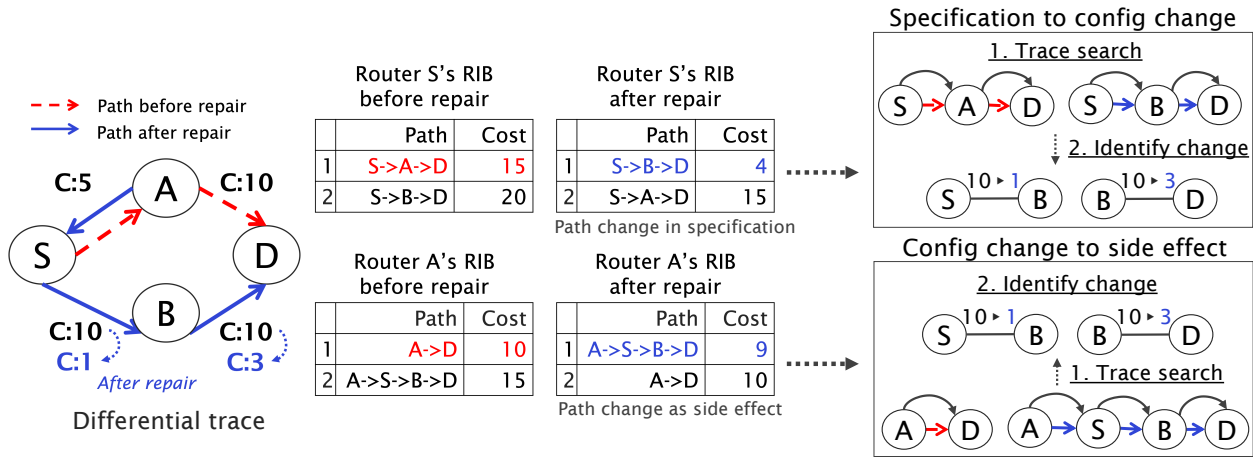 Path before repair
Path after repair
C:5
C:10
A
S
D
B
C:10
C:1
C:10
C:3
After repair
Differential trace
Router S's RIB
before repair
Path Cost
1 S->A->D 15
2 S->B->D 20
Router S's RIB
after repair
Path Cost
1 S->B->D 4
2 S->A->D 15
Path change in specification
Router A's RIB
before repair
Path Cost
1 A->D 10
2 A->S->B->D 15
Router A's RIB
after repair
Path Cost
1 A->S->B->D 9
2 A->D 10
Path change as side effect
Specification to config change
1. Trace search
S A D S B D
2. Identify change
10 ▸ 1 10 ▸ 3
S B B D
Config change to side effect
2. Identify change
10 ▸ 1 10 ▸ 3
S B B D
1. Trace search
A D A S B D